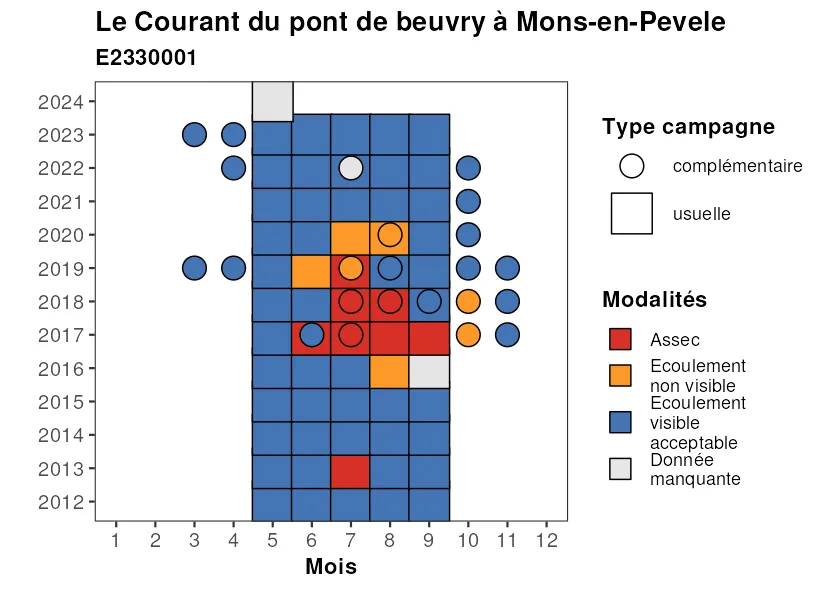 Le Courant du pont de beuvry à Mons-en-Pevele
E2330001
2024
2023
2022
2021
2020
2019
2018
2017
2016
2015
2014
2013
2012
1 2 3 4 5 6 7 8 9 10 11 12
Mois
Type campagne
complémentaire
usuelle
Modalités
Assec
Ecoulement
non visible
Ecoulement
visible
acceptable
Donnée
manquante